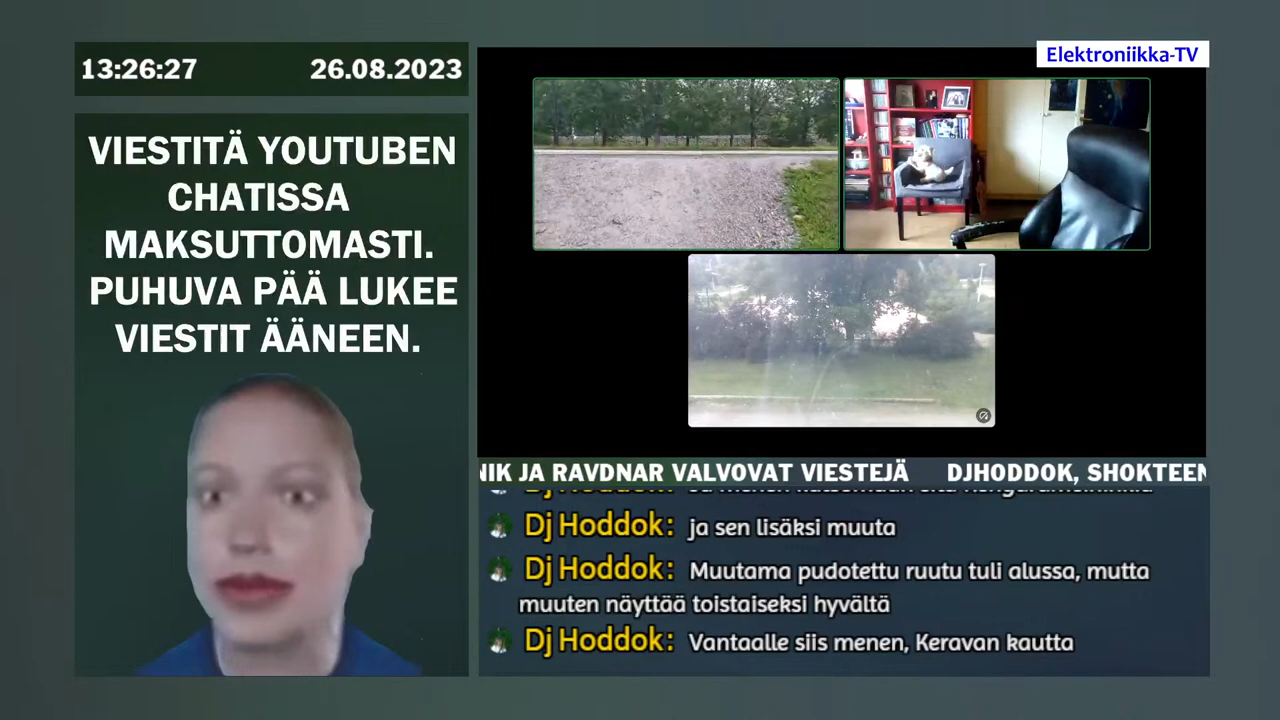 13:26:27 26.08.2023
VIESTITÄ YOUTUBEN
CHATISSA
MAKSUTTOMASTI.
PUHUVA PÄÄ LUKEE
VIESTIT ÄÄNEEN.
Elektroniikka-TV
NIK JA RAVDNAR VALVOVAT VIESTEJÄ DJHODDOK, SHOKTEEN
Dj Hoddok: ja sen lisäksi muuta
Dj Hoddok: Muutama pudotettu ruutu tuli alussa, mutta
muuten näyttää toistaiseksi hyvältä
Dj Hoddok: Vantaalle siis menen, Keravan kautta